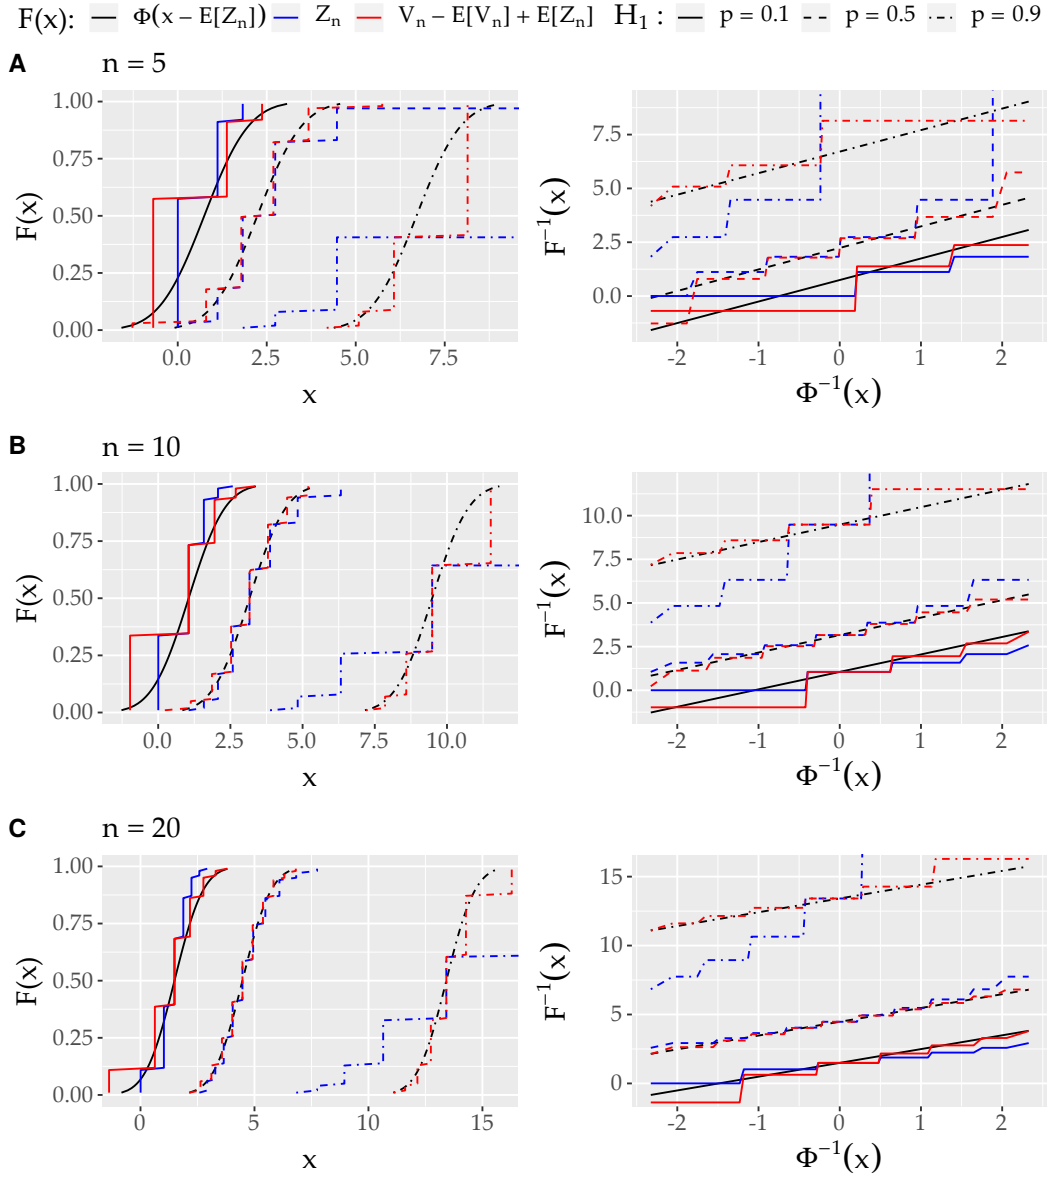 F(x): Φ(x − E[Zₙ]) Zₙ Vₙ − E[Vₙ] + E[Zₙ] H₁ : p = 0.1 p = 0.5 p = 0.9
A n = 5
1.00
0.75
0.50
0.25
0.00
F(x)
0.0 2.5 5.0 7.5
x
7.5
5.0
2.5
0.0
F⁻¹(x)
-2 -1 0 1 2
Φ⁻¹(x)
B n = 10
1.00
0.75
0.50
0.25
0.00
F(x)
0.0 2.5 5.0 7.5 10.0
x
10.0
7.5
5.0
2.5
0.0
F⁻¹(x)
-2 -1 0 1 2
Φ⁻¹(x)
C n = 20
1.00
0.75
0.50
0.25
0.00
F(x)
0 5 10 15
x
15
10
5
0
F⁻¹(x)
-2 -1 0 1 2
Φ⁻¹(x)